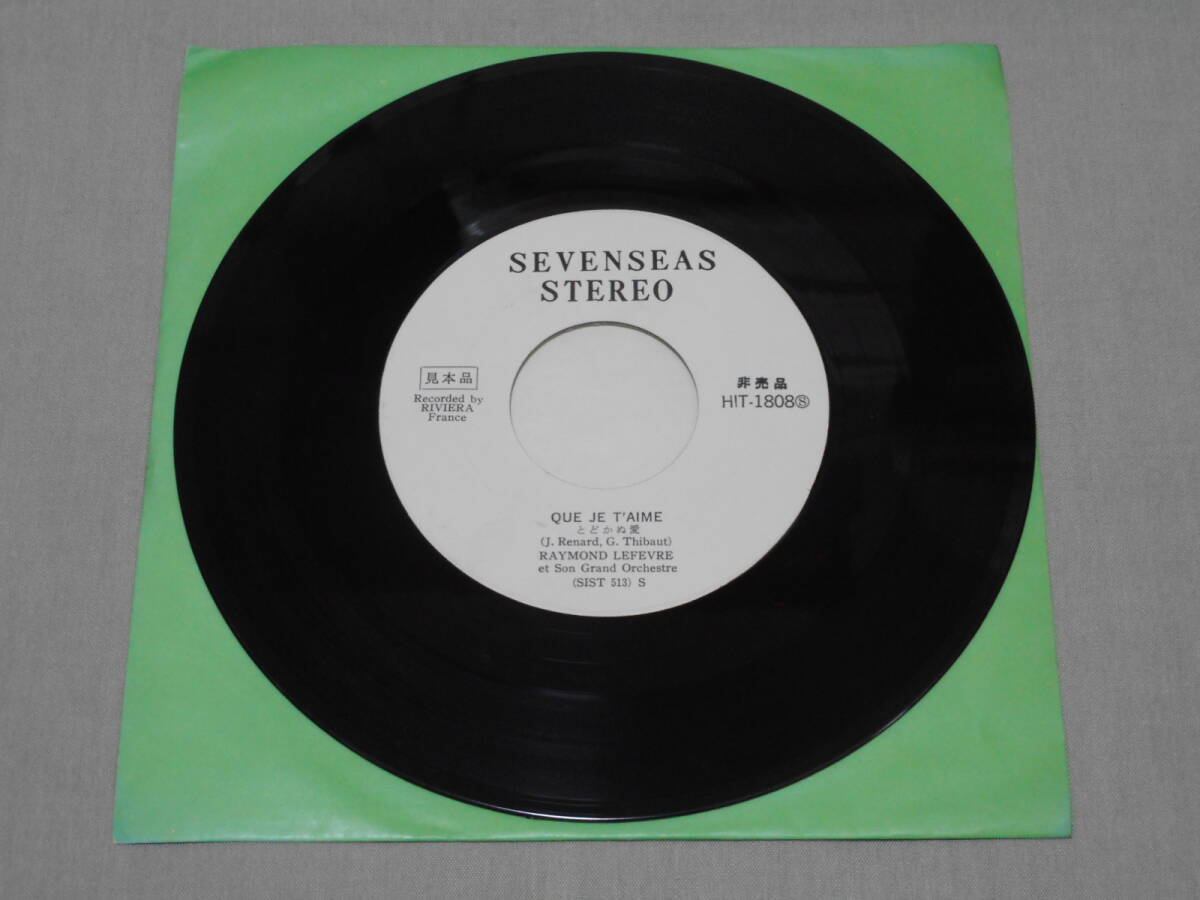 SEVENSEAS
STEREO
見本品
Recorded by
RIVIERA
France
非売品
HIT-1808Ⓢ
QUE JE T'AIME
とどかぬ愛
(J. Renard, G. Thibaut)
RAYMOND LEFEVRE
et Son Grand Orchestre
(SIST 513) S